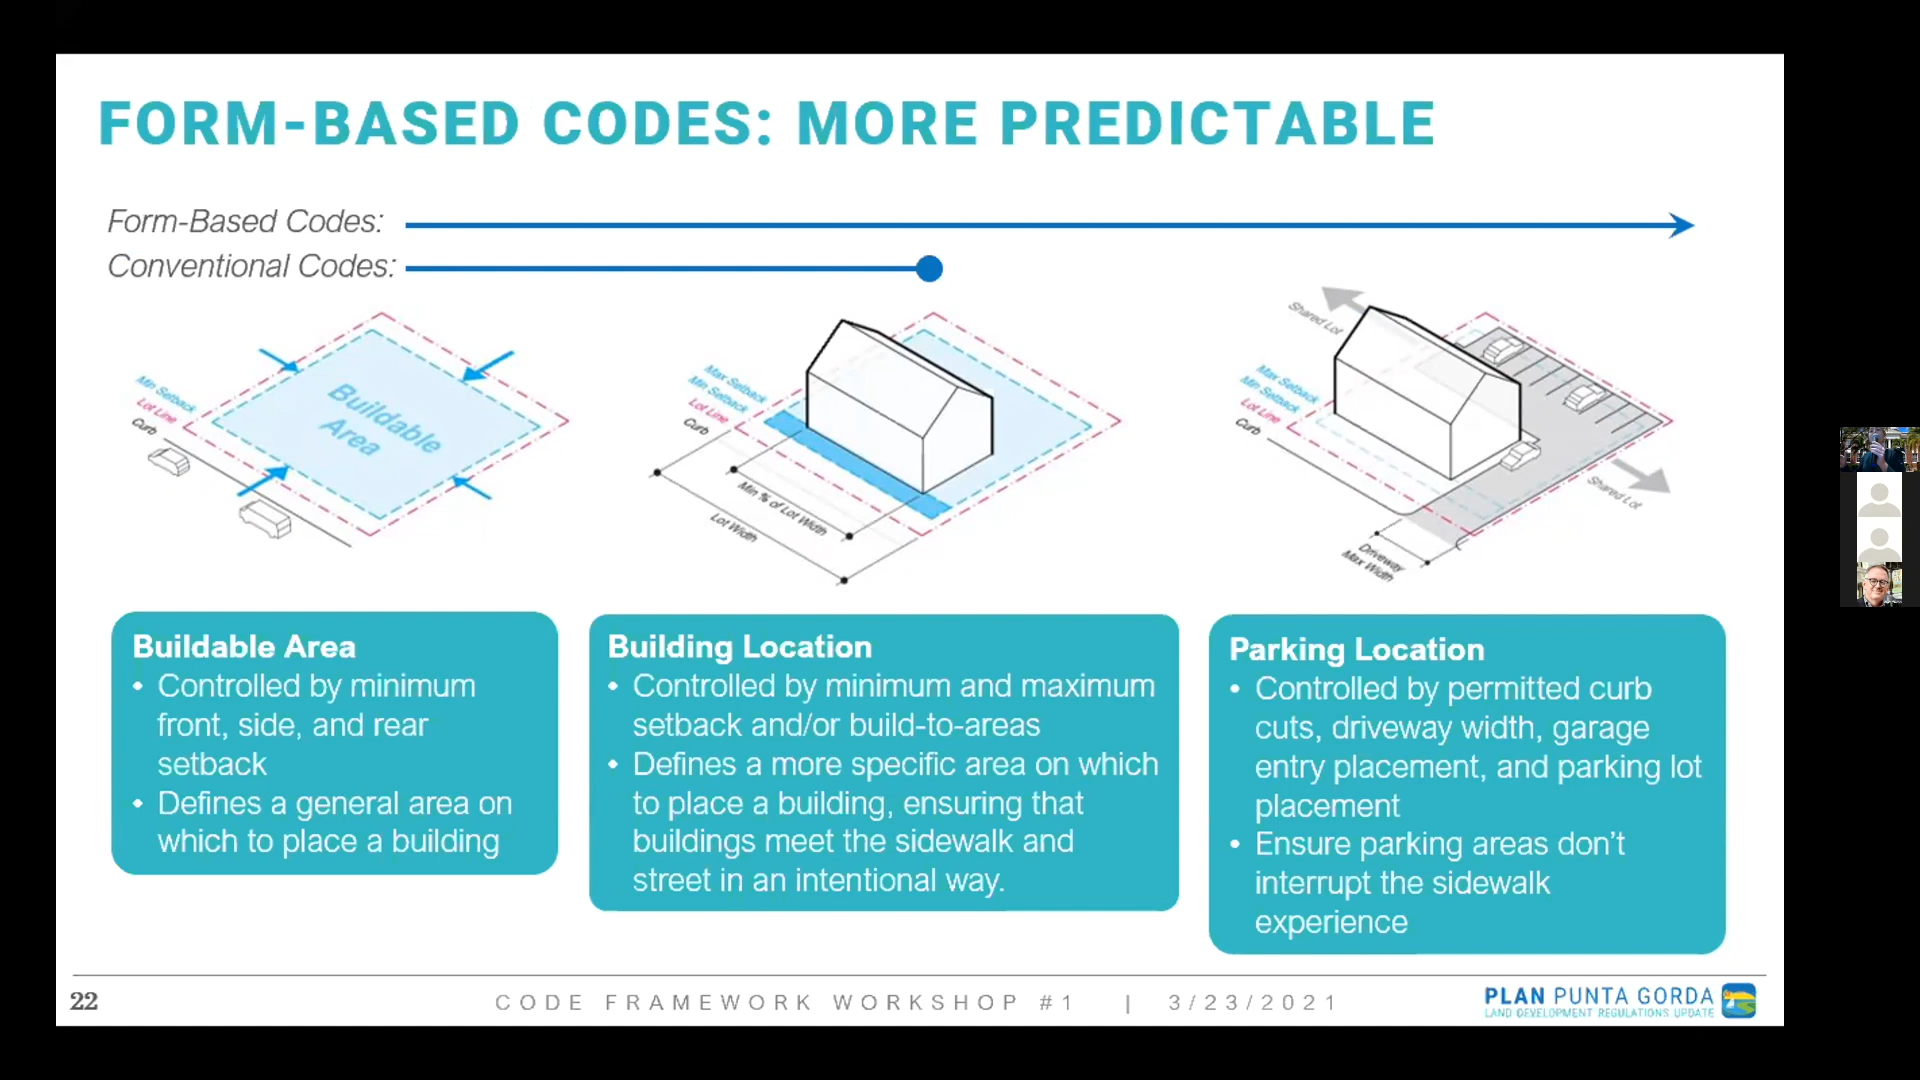 FORM-BASED CODES: MORE PREDICTABLE
Form-Based Codes:
Conventional Codes:
Min Setback
Lot Line
Curb
Buildable
Area
Max Setback
Min Setback
Lot Line
Curb
Min % of Lot Width
Lot Width
Shared Lot
Max Setback
Min Setback
Lot Line
Curb
Shared Lot
Driveway
Max Width
Buildable Area
• Controlled by minimum
front, side, and rear
setback
• Defines a general area on
which to place a building
Building Location
• Controlled by minimum and maximum
setback and/or build-to-areas
• Defines a more specific area on which
to place a building, ensuring that
buildings meet the sidewalk and
street in an intentional way.
Parking Location
• Controlled by permitted curb
cuts, driveway width, garage
entry placement, and parking lot
placement
• Ensure parking areas don't
interrupt the sidewalk
experience
22
CODE FRAMEWORK WORKSHOP #1 | 3/23/2021
PLAN PUNTA GORDA
LAND DEVELOPMENT REGULATIONS UPDATE